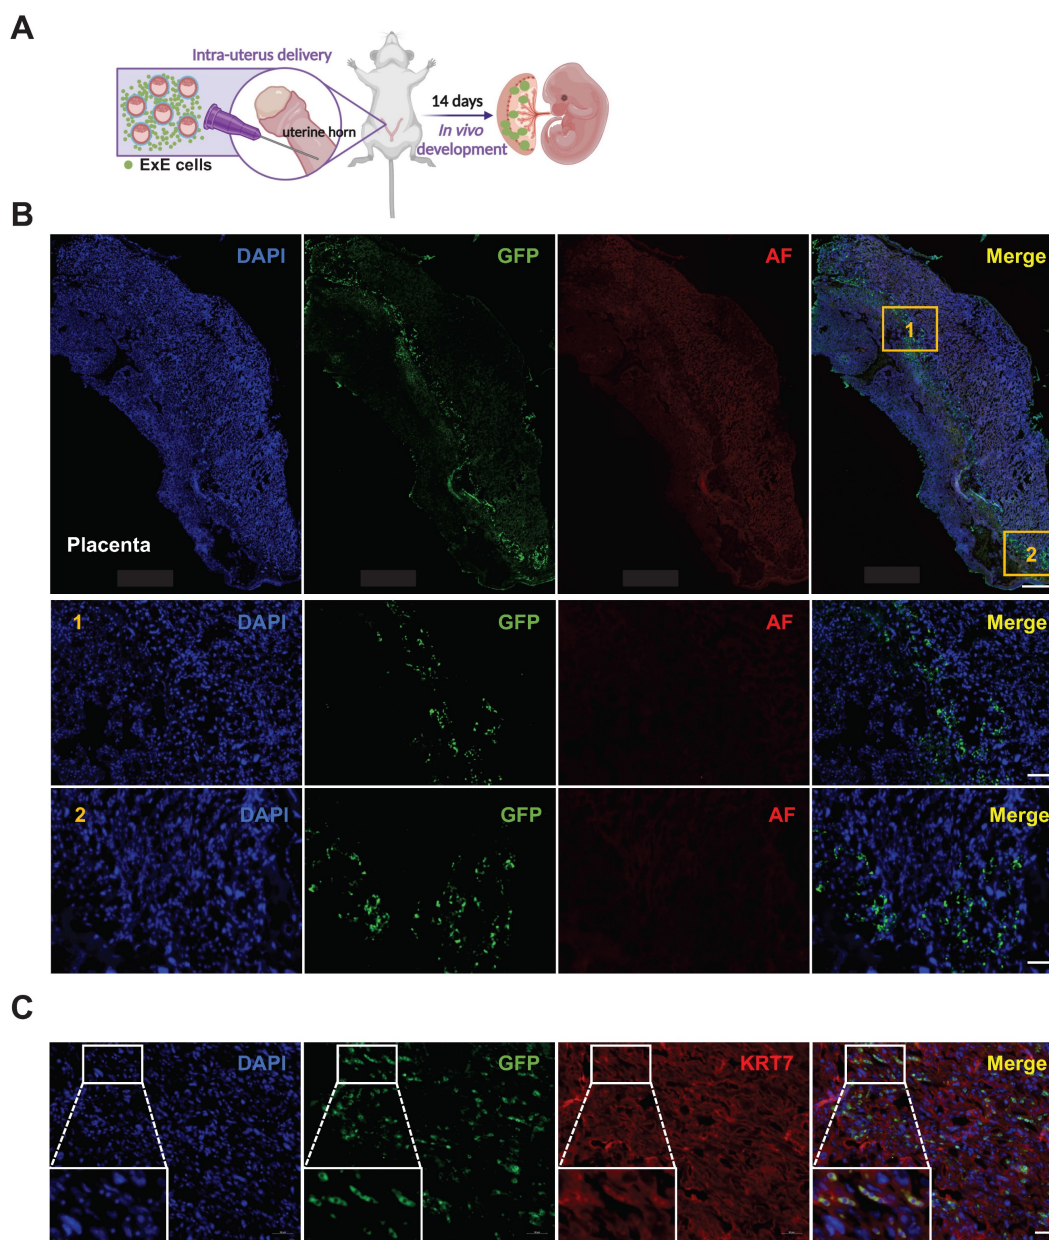 A
Intra-uterus delivery
uterine horn
ExE cells
14 days
In vivo
development
B
DAPI
GFP
AF
Merge
1
Placenta
2
1
DAPI
GFP
AF
Merge
2
DAPI
GFP
AF
Merge
C
DAPI
GFP
KRT7
Merge